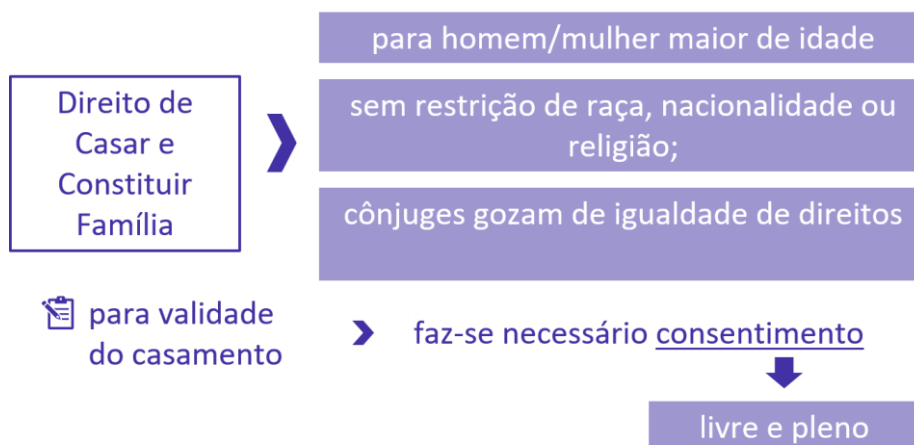 Direito de
Casar e
Constituir
Família
para homem/mulher maior de idade
sem restrição de raça, nacionalidade ou
religião;
cônjuges gozam de igualdade de direitos
para validade
do casamento
faz-se necessário consentimento
livre e pleno